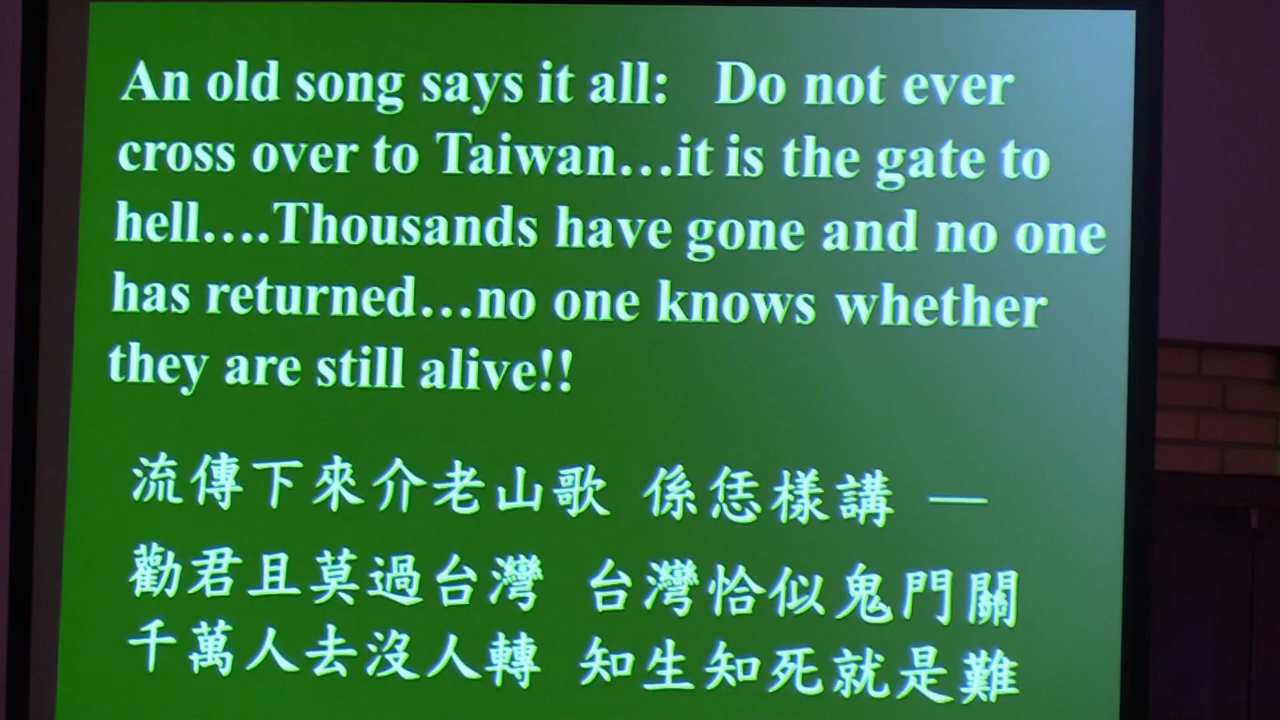 An old song says it all: Do not ever
cross over to Taiwan…it is the gate to
hell….Thousands have gone and no one
has returned…no one knows whether
they are still alive!!
流傳下來介老山歌 係恁樣講 —
勸君且莫過台灣 台灣恰似鬼門關
千萬人去沒人轉 知生知死就是難